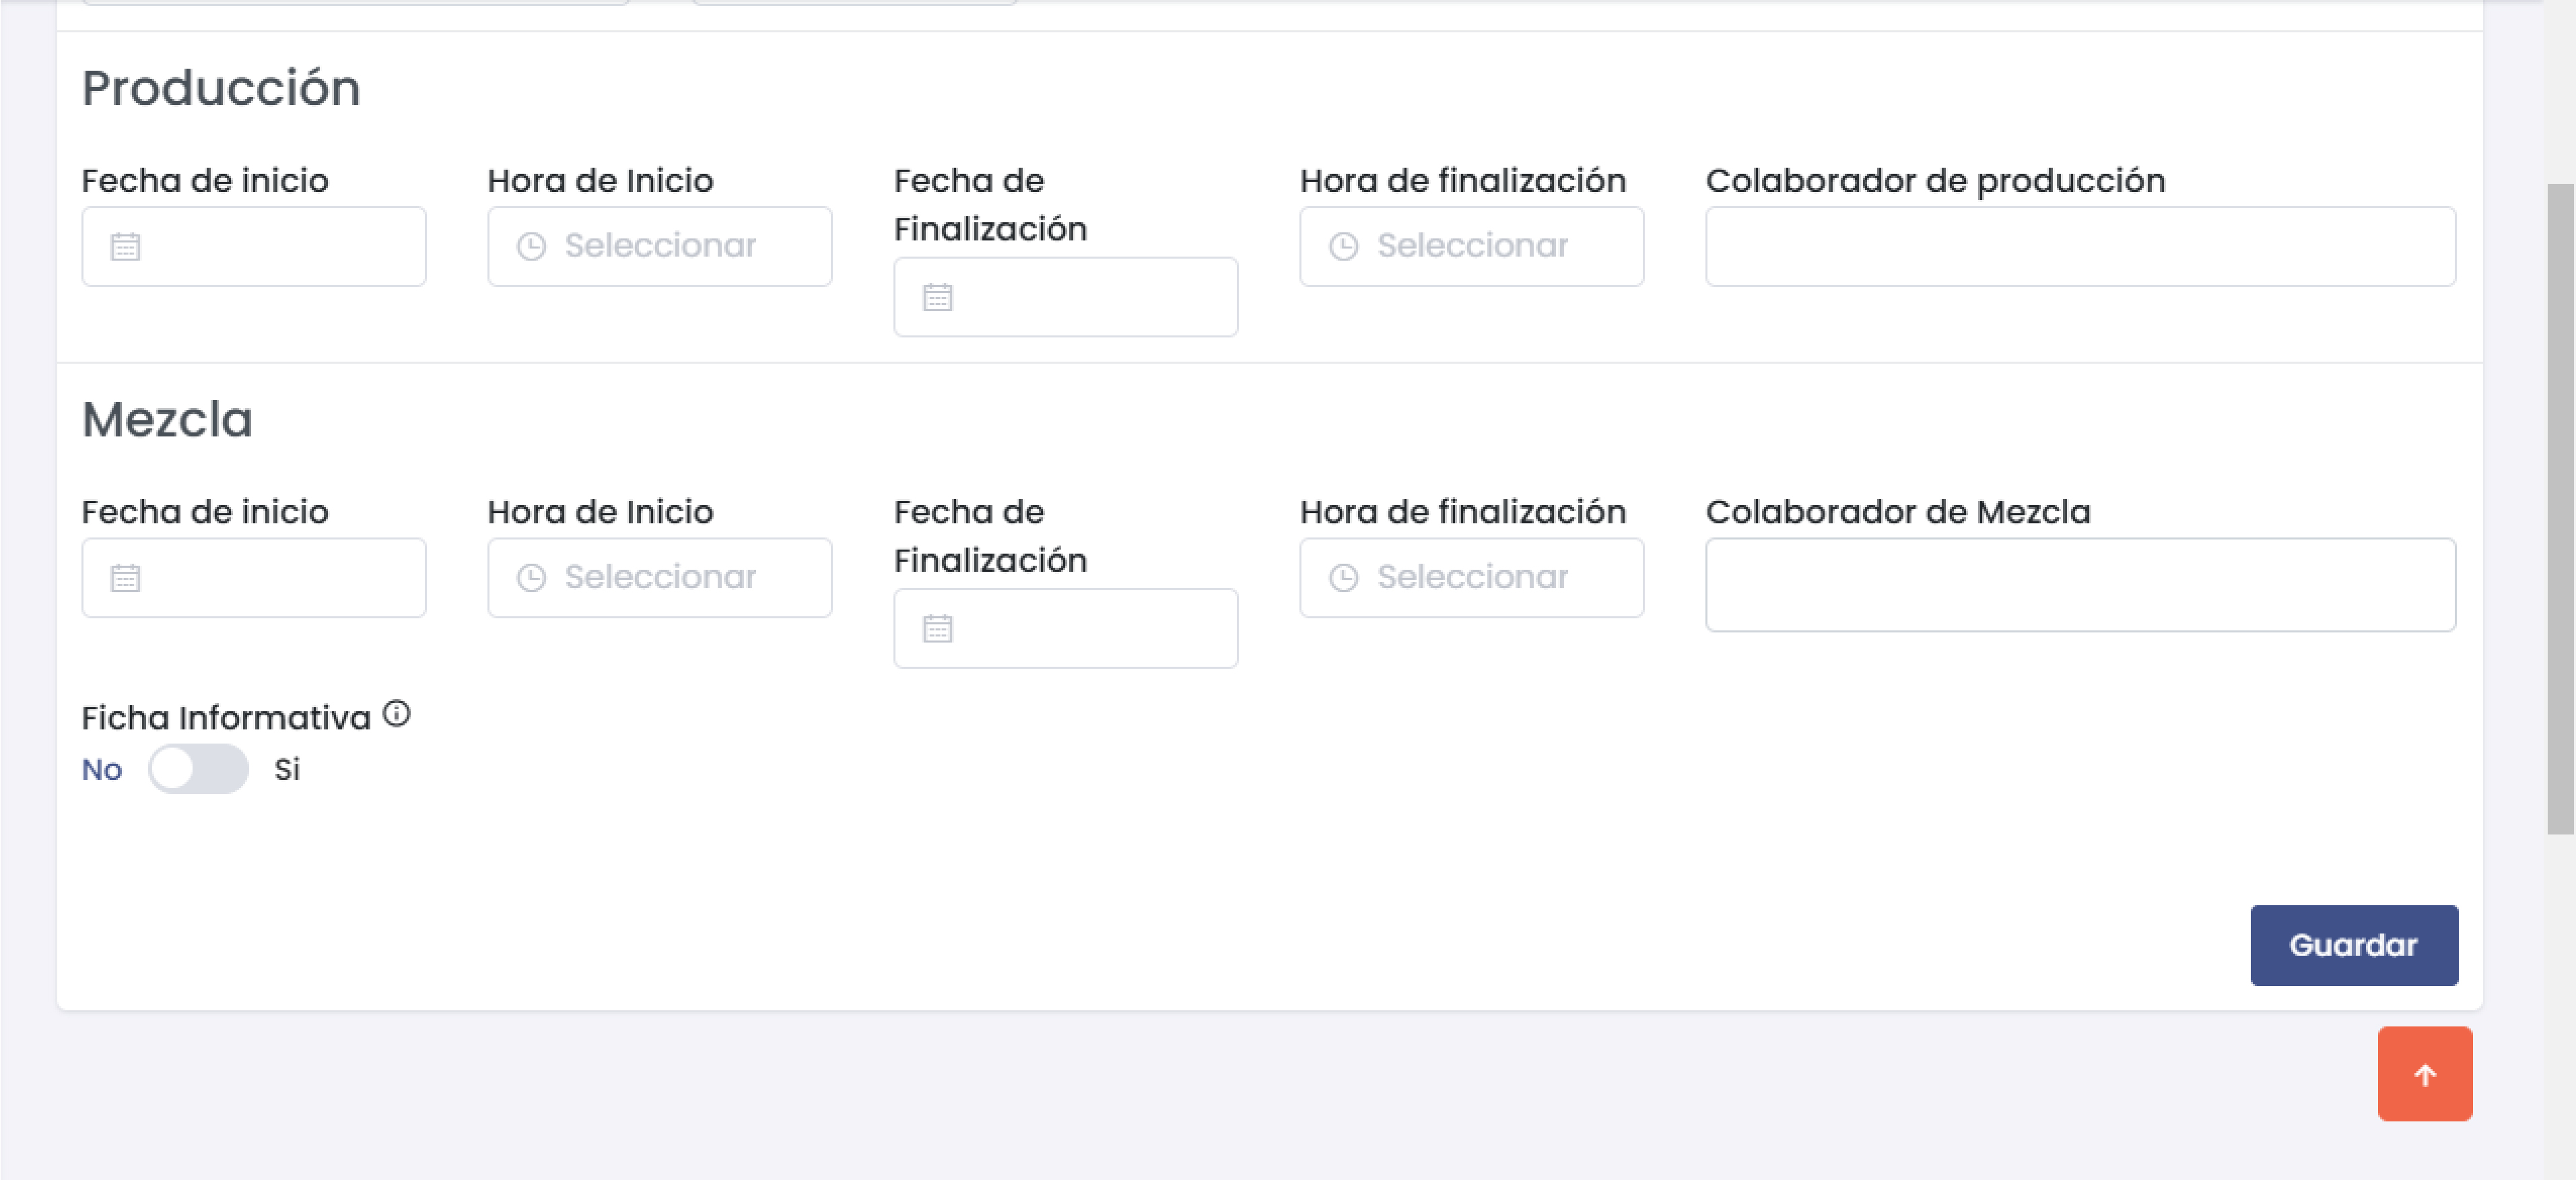 Producción
Fecha de inicio
Hora de Inicio
Fecha de
Finalización
Hora de finalización
Colaborador de producción
Seleccionar
Seleccionar
Mezcla
Fecha de inicio
Hora de Inicio
Fecha de
Finalización
Hora de finalización
Colaborador de Mezcla
Seleccionar
Seleccionar
Ficha Informativa
No
Si
Guardar